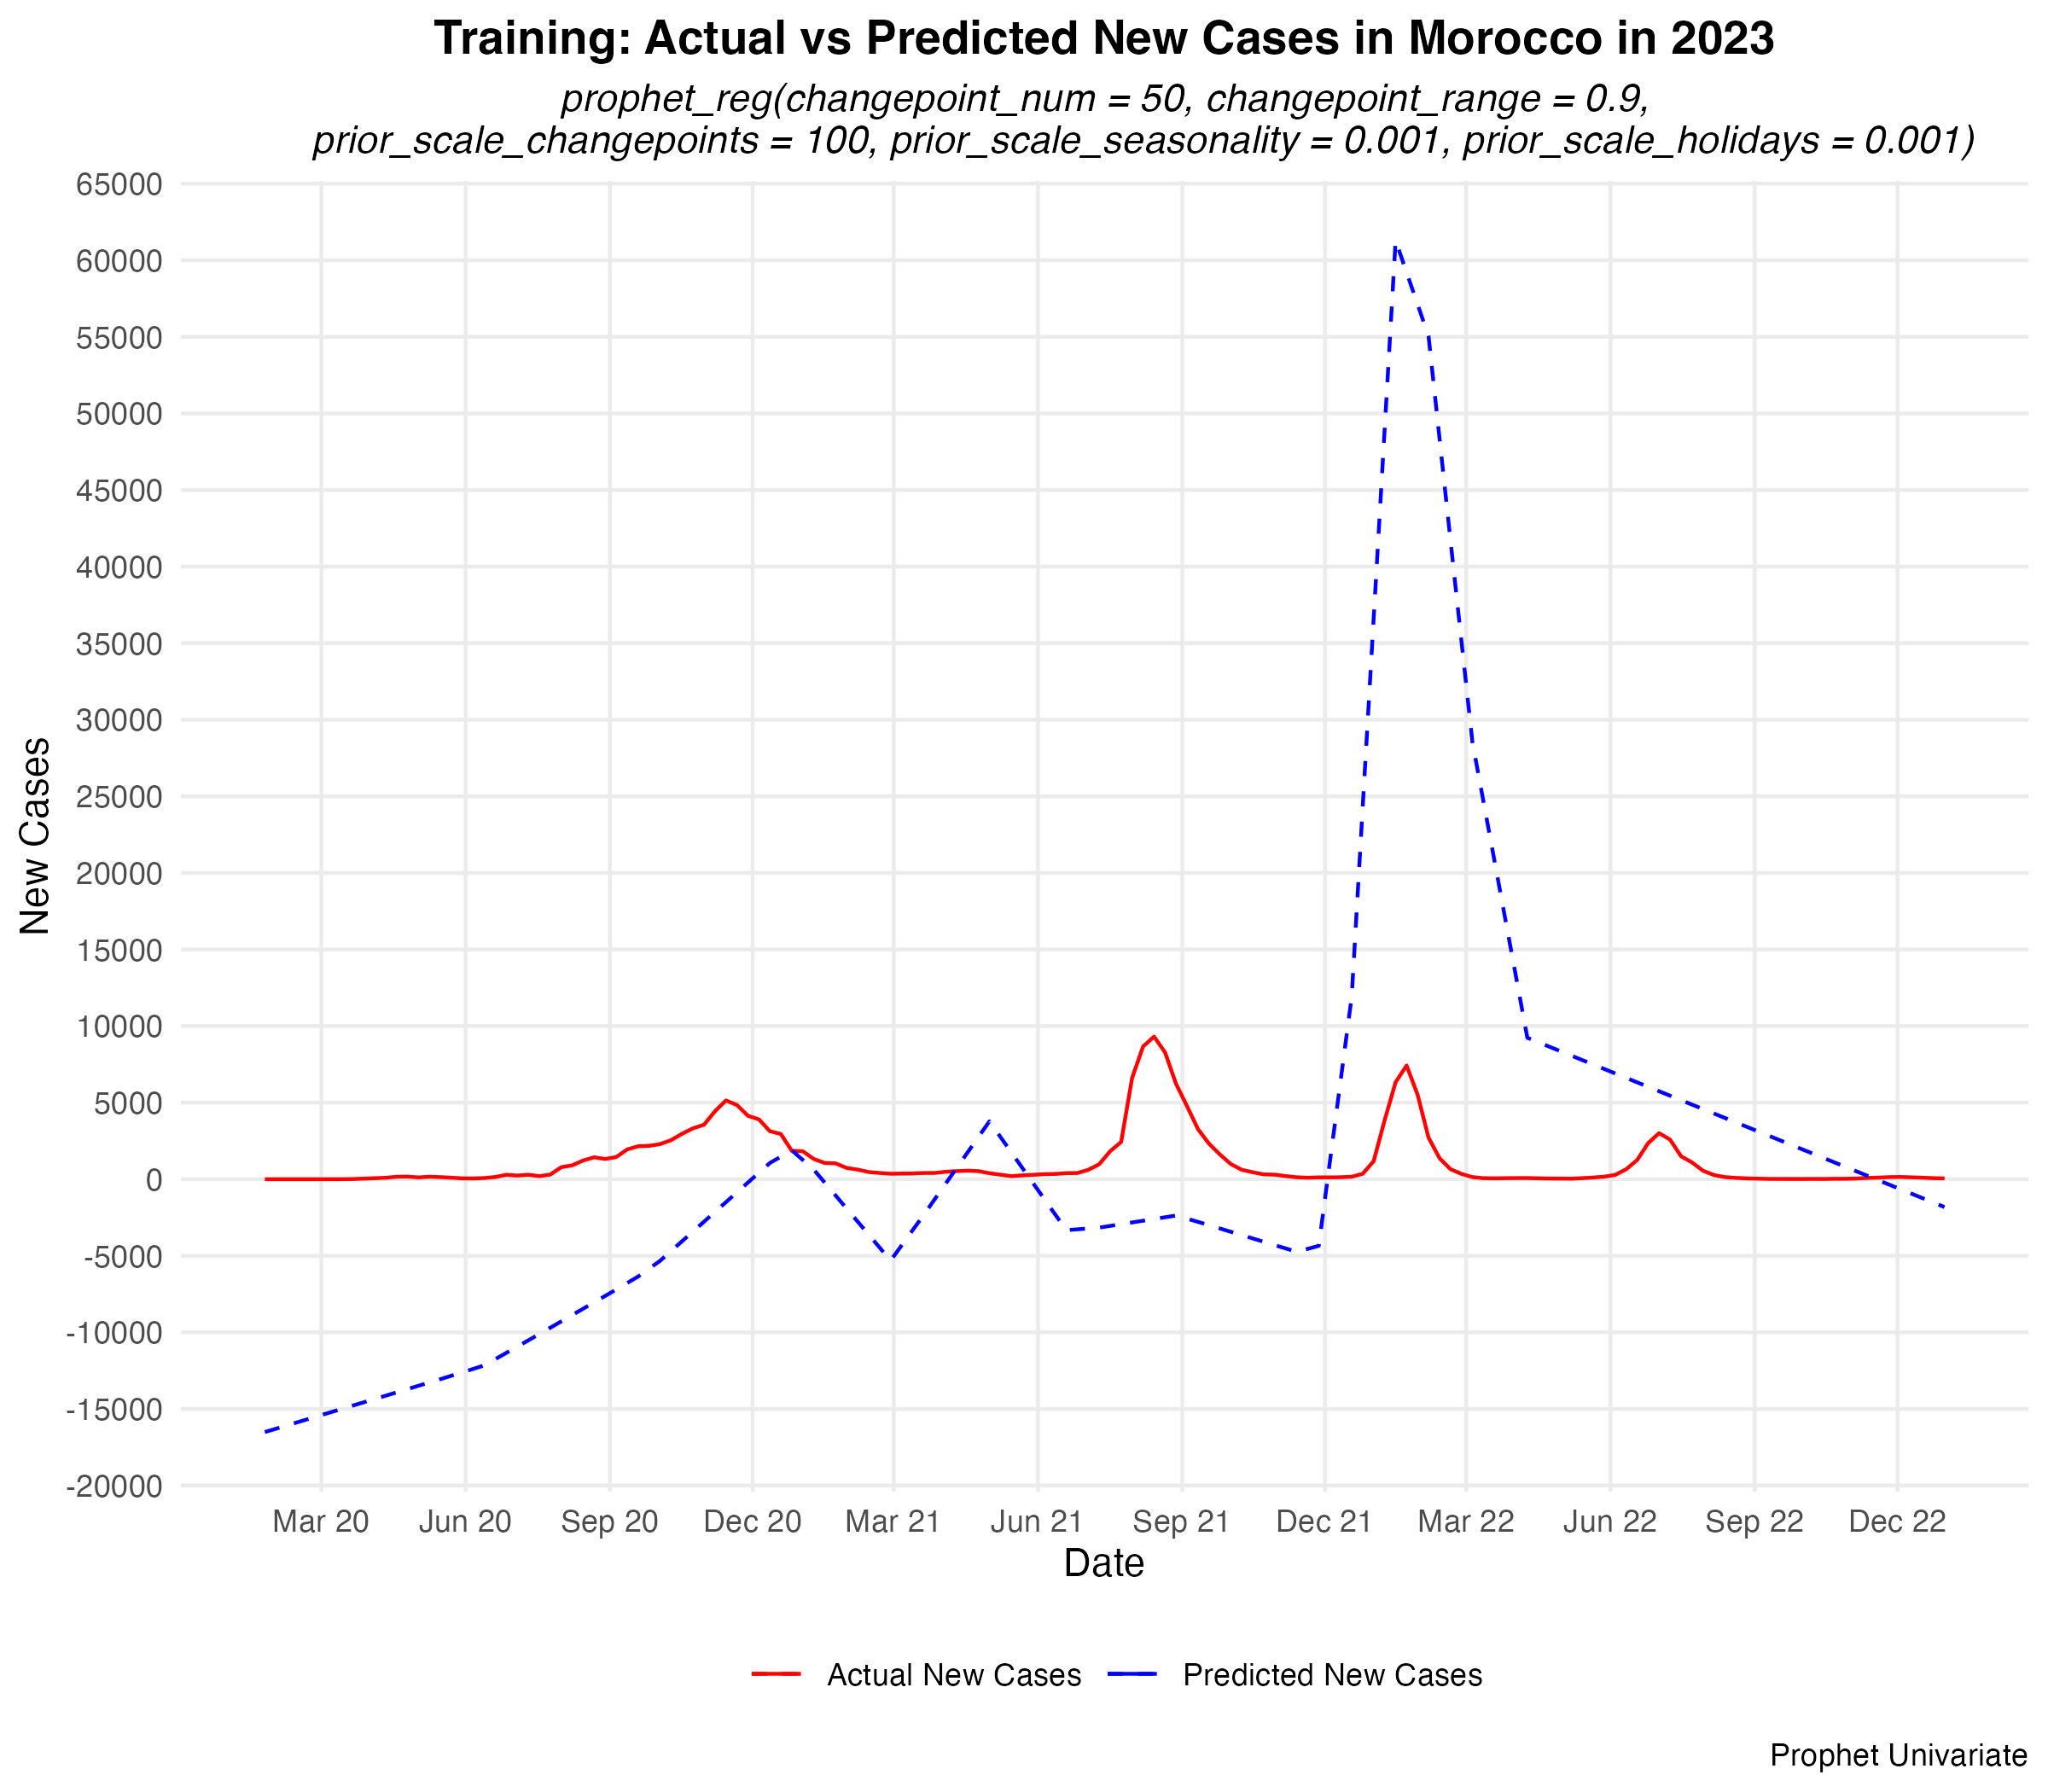 Training: Actual vs Predicted New Cases in Morocco in 2023
prophet_reg(changepoint_num = 50, changepoint_range = 0.9,
prior_scale_changepoints = 100, prior_scale_seasonality = 0.001, prior_scale_holidays = 0.001)
65000
60000
55000
50000
45000
40000
35000
30000
25000
20000
15000
10000
5000
0
-5000
-10000
-15000
-20000
New Cases
Mar 20 Jun 20 Sep 20 Dec 20 Mar 21 Jun 21 Sep 21 Dec 21 Mar 22 Jun 22 Sep 22 Dec 22
Date
Actual New Cases Predicted New Cases
Prophet Univariate